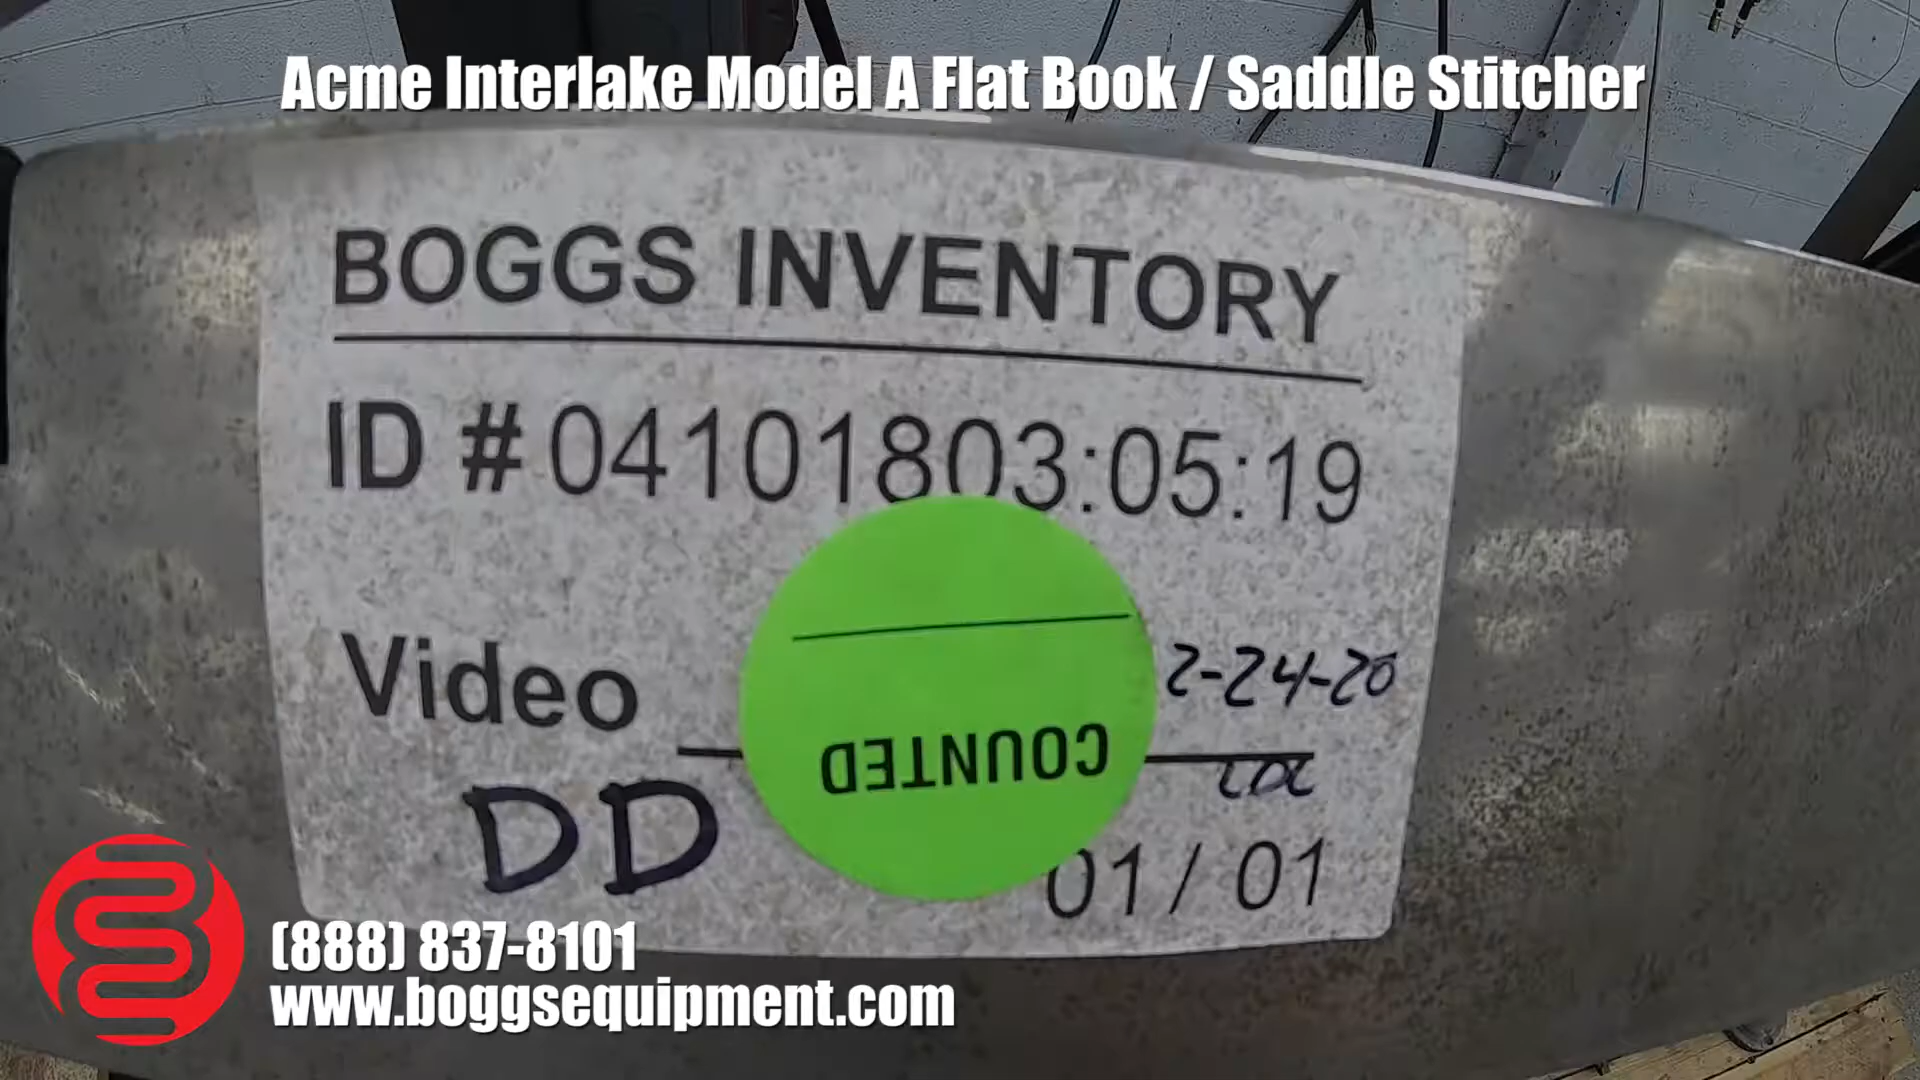 Acme Interlake Model A Flat Book / Saddle Stitcher
BOGGS INVENTORY
ID #04101803:05:19
Video
2-24-20
COUNTED
DD
01/01
(888) 837-8101
www.boggsequipment.com